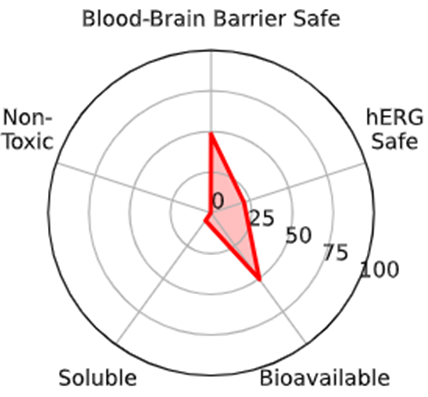 Blood-Brain Barrier Safe
Non-
Toxic
hERG
Safe
0
25
50
75
100
Soluble
Bioavailable